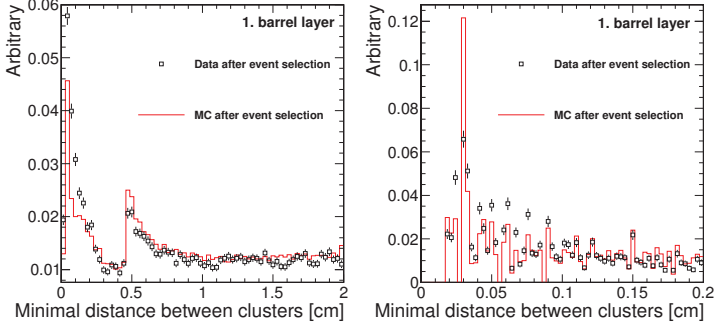 Arbitrary
0.06
0.05
0.04
0.03
0.02
0.01
1. barrel layer
Data after event selection
MC after event selection
0
0.5
1
1.5
2
Minimal distance between clusters [cm]
Arbitrary
0.12
0.1
0.08
0.06
0.04
0.02
0
1. barrel layer
Data after event selection
MC after event selection
0
0.05
0.1
0.15
0.2
Minimal distance between clusters [cm]